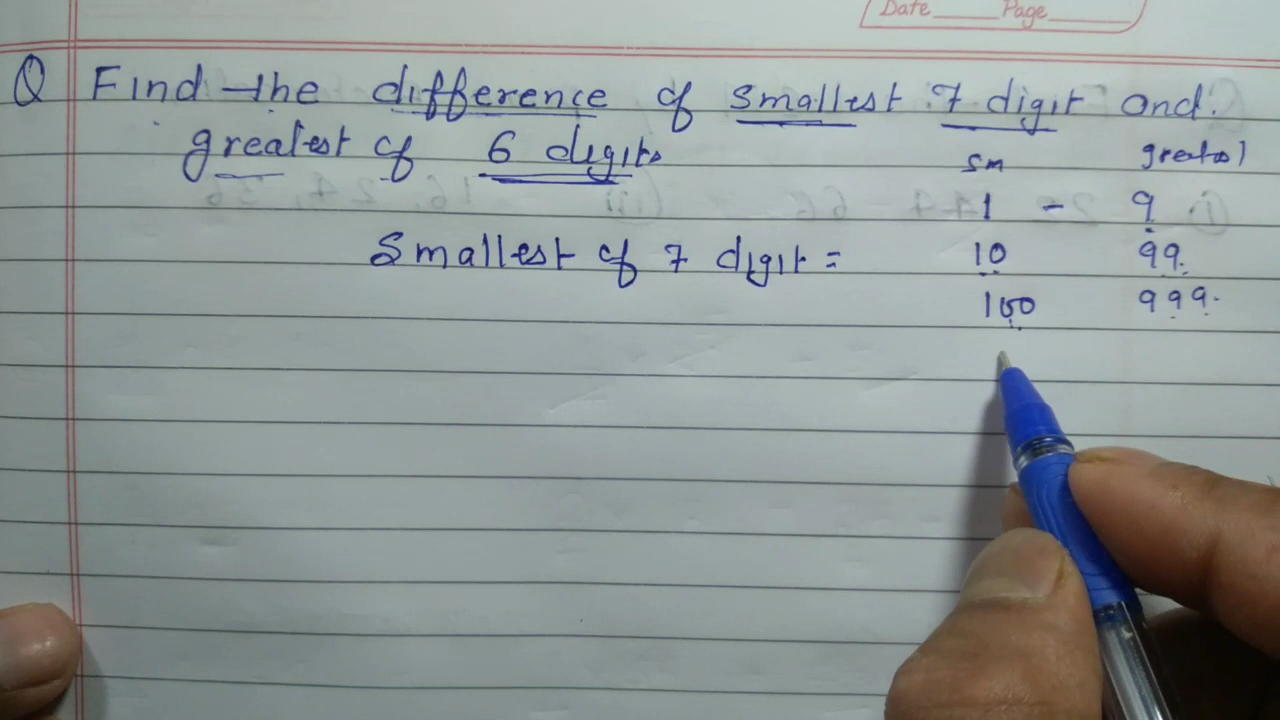 Date Page
Q Find the difference of smallest 7 digit and
greatest of 6 digits
sm greatest
1 - 9
Smallest of 7 digit = 10 99
100 999